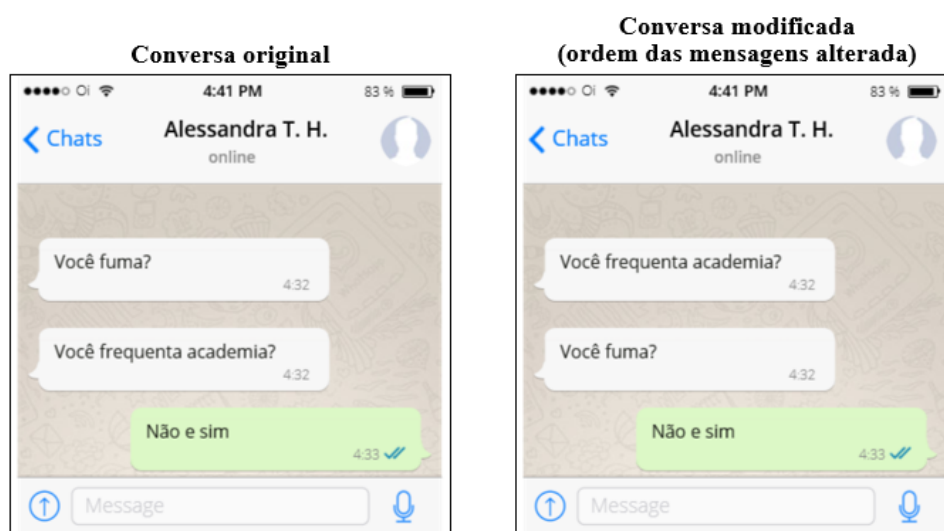 Conversa original
Oi 4:41 PM 83 %
Chats Alessandra T. H.
online
Você fuma?
4:32
Você frequenta academia?
4:32
Não e sim
4:33
Message
Conversa modificada
(ordem das mensagens alterada)
Oi 4:41 PM 83 %
Chats Alessandra T. H.
online
Você frequenta academia?
4:32
Você fuma?
4:32
Não e sim
4:33
Message